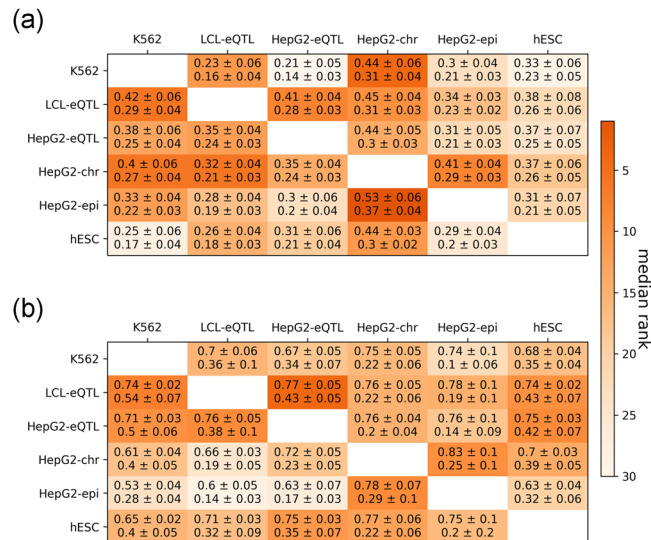 (a)
K562 LCL-eQTL HepG2-eQTL HepG2-chr HepG2-epi hESC
K562 0.23 ± 0.06 0.21 ± 0.05 0.44 ± 0.06 0.3 ± 0.04 0.33 ± 0.06
0.16 ± 0.04 0.14 ± 0.03 0.31 ± 0.04 0.21 ± 0.03 0.23 ± 0.05
LCL-eQTL 0.42 ± 0.06 0.41 ± 0.04 0.45 ± 0.04 0.34 ± 0.03 0.38 ± 0.08
0.29 ± 0.04 0.28 ± 0.03 0.31 ± 0.03 0.23 ± 0.02 0.26 ± 0.06
HepG2-eQTL 0.38 ± 0.06 0.35 ± 0.04 0.44 ± 0.05 0.31 ± 0.05 0.37 ± 0.07
0.25 ± 0.04 0.24 ± 0.03 0.3 ± 0.03 0.21 ± 0.03 0.25 ± 0.05
HepG2-chr 0.4 ± 0.06 0.32 ± 0.04 0.35 ± 0.04 0.41 ± 0.04 0.37 ± 0.06
0.27 ± 0.04 0.21 ± 0.03 0.24 ± 0.03 0.29 ± 0.03 0.26 ± 0.05
HepG2-epi 0.33 ± 0.04 0.28 ± 0.04 0.3 ± 0.06 0.53 ± 0.06 0.31 ± 0.07
0.22 ± 0.03 0.19 ± 0.03 0.2 ± 0.04 0.37 ± 0.04 0.21 ± 0.05
hESC 0.25 ± 0.06 0.26 ± 0.04 0.31 ± 0.06 0.44 ± 0.03 0.29 ± 0.04
0.17 ± 0.04 0.18 ± 0.03 0.21 ± 0.04 0.3 ± 0.02 0.2 ± 0.03
(b)
K562 LCL-eQTL HepG2-eQTL HepG2-chr HepG2-epi hESC
K562 0.7 ± 0.06 0.67 ± 0.05 0.75 ± 0.05 0.74 ± 0.1 0.68 ± 0.04
0.36 ± 0.1 0.34 ± 0.07 0.22 ± 0.06 0.1 ± 0.06 0.35 ± 0.04
LCL-eQTL 0.74 ± 0.02 0.77 ± 0.05 0.76 ± 0.05 0.78 ± 0.1 0.74 ± 0.02
0.54 ± 0.07 0.43 ± 0.05 0.22 ± 0.06 0.19 ± 0.1 0.43 ± 0.07
HepG2-eQTL 0.71 ± 0.03 0.76 ± 0.05 0.76 ± 0.04 0.76 ± 0.1 0.75 ± 0.03
0.5 ± 0.06 0.38 ± 0.1 0.2 ± 0.04 0.14 ± 0.09 0.42 ± 0.07
HepG2-chr 0.61 ± 0.04 0.66 ± 0.03 0.72 ± 0.05 0.83 ± 0.1 0.7 ± 0.03
0.4 ± 0.05 0.19 ± 0.05 0.23 ± 0.05 0.25 ± 0.1 0.39 ± 0.05
HepG2-epi 0.53 ± 0.04 0.6 ± 0.05 0.63 ± 0.07 0.78 ± 0.07 0.63 ± 0.04
0.28 ± 0.04 0.14 ± 0.03 0.17 ± 0.03 0.29 ± 0.1 0.32 ± 0.06
hESC 0.65 ± 0.02 0.71 ± 0.03 0.75 ± 0.03 0.77 ± 0.06 0.75 ± 0.1
0.4 ± 0.05 0.32 ± 0.09 0.35 ± 0.07 0.22 ± 0.06 0.2 ± 0.2
5
10
15
20
25
30
median rank